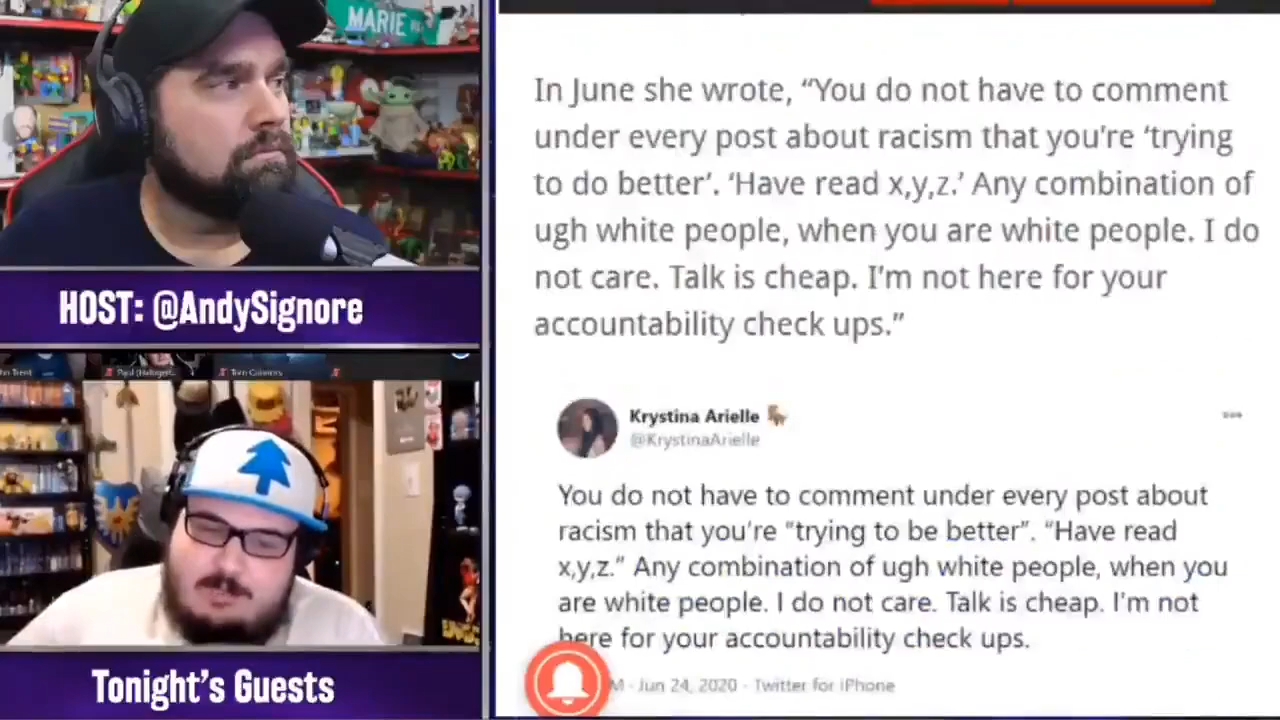 MARIE
HOST: @AndySignore
Tom Connors
Tonight's Guests
In June she wrote, “You do not have to comment
under every post about racism that you're ‘trying
to do better’. ‘Have read x,y,z.’ Any combination of
ugh white people, when you are white people. I do
not care. Talk is cheap. I’m not here for your
accountability check ups.”
Krystina Arielle
@KrystinaArielle
You do not have to comment under every post about
racism that you're “trying to be better”. “Have read
x,y,z.” Any combination of ugh white people, when you
are white people. I do not care. Talk is cheap. I'm not
here for your accountability check ups.
M · Jun 24, 2020 · Twitter for iPhone